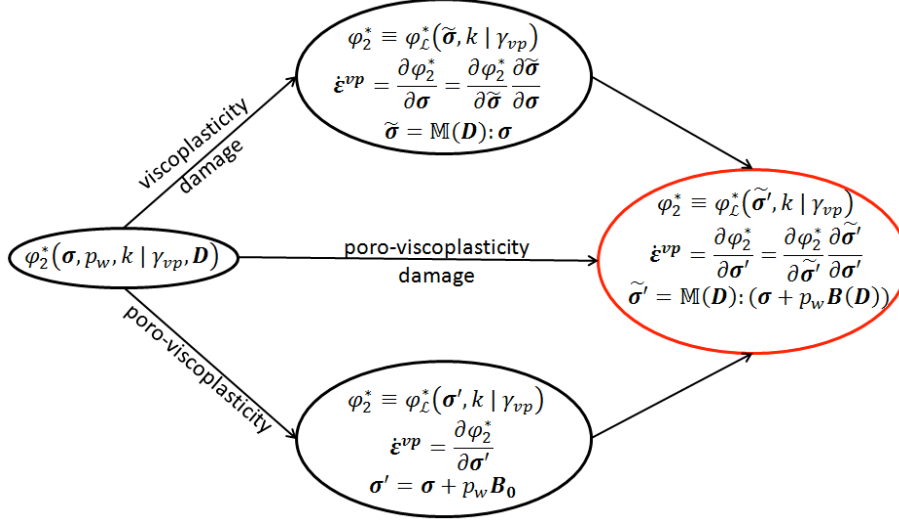 φ₂* ≡ φ_ℒ*(σ̃, k | γ_vp)
ε̇^vp = ∂φ₂*/∂σ = ∂φ₂*/∂σ̃ ∂σ̃/∂σ
σ̃ = 𝕄(D): σ
viscoplasticity
damage
φ₂*(σ, p_w, k | γ_vp, D)
poro-viscoplasticity
damage
φ₂* ≡ φ_ℒ*(σ̃′, k | γ_vp)
ε̇^vp = ∂φ₂*/∂σ′ = ∂φ₂*/∂σ̃′ ∂σ̃′/∂σ′
σ̃′ = 𝕄(D): (σ + p_w B(D))
poro-viscoplasticity
φ₂* ≡ φ_ℒ*(σ′, k | γ_vp)
ε̇^vp = ∂φ₂*/∂σ′
σ′ = σ + p_w B₀